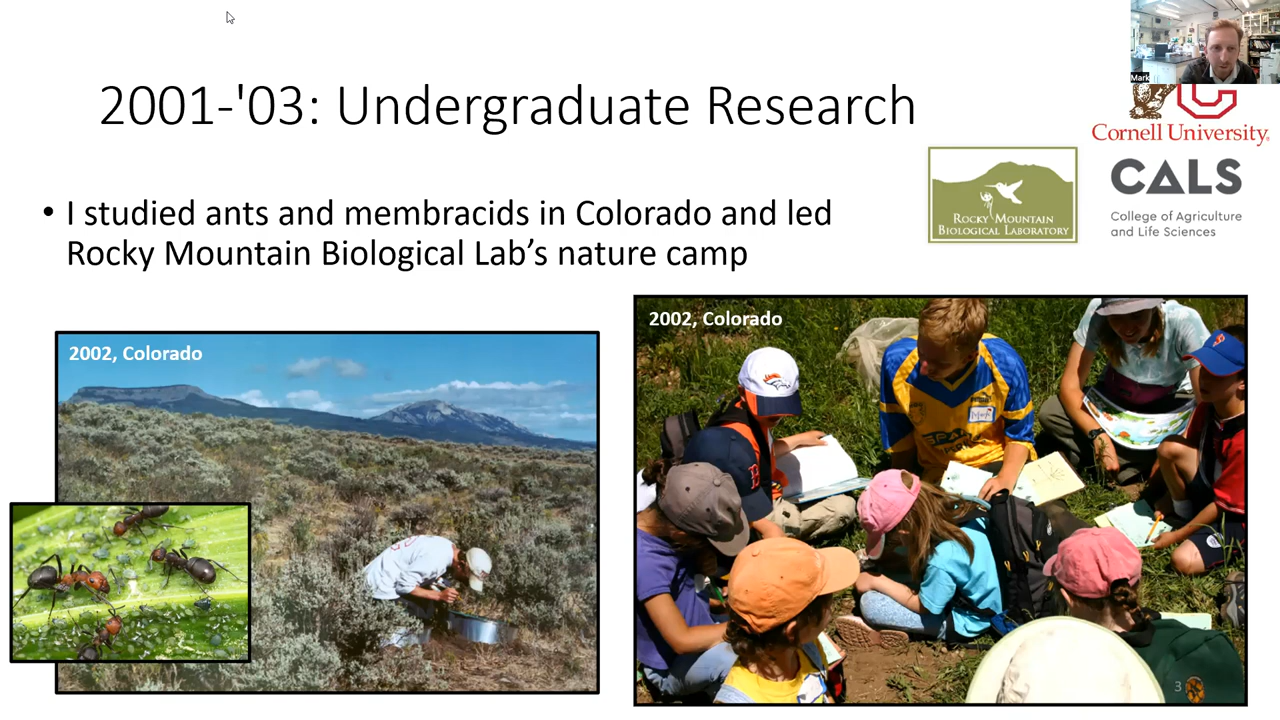 Mark
2001-'03: Undergraduate Research
Cornell University
• I studied ants and membracids in Colorado and led
Rocky Mountain Biological Lab’s nature camp
ROCKY MOUNTAIN
BIOLOGICAL LABORATORY
CALS
College of Agriculture
and Life Sciences
2002, Colorado
2002, Colorado
Mark
3